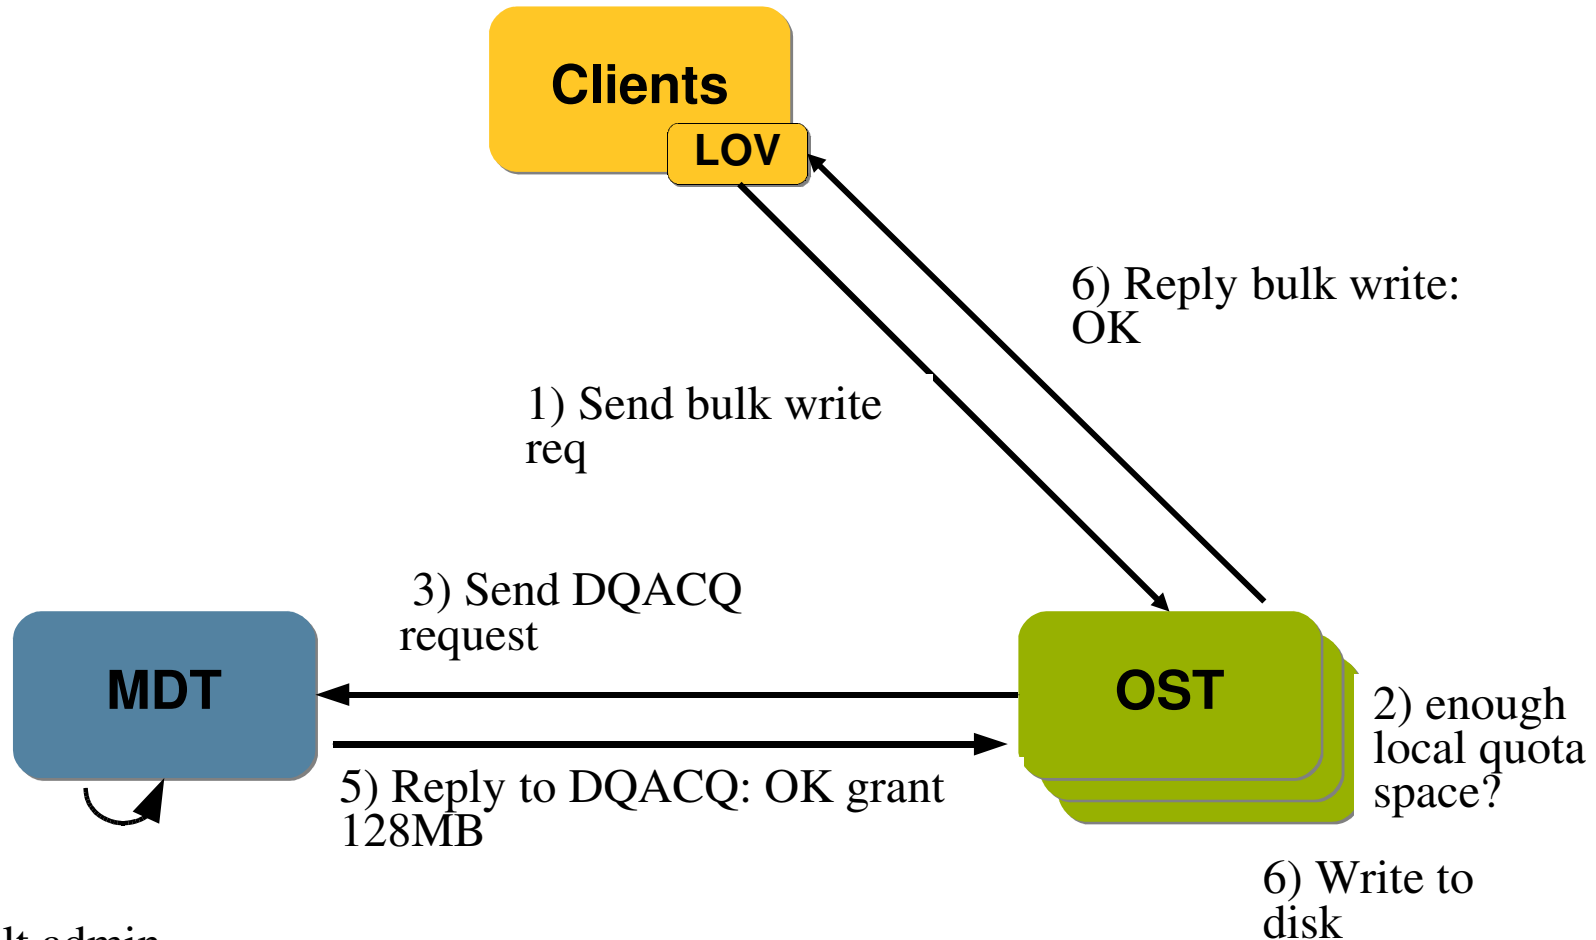 Clients
LOV
6) Reply bulk write:
OK
1) Send bulk write
req
3) Send DQACQ
request
MDT
OST
2) enough
local quota
space?
5) Reply to DQACQ: OK grant
128MB
6) Write to
disk
admin